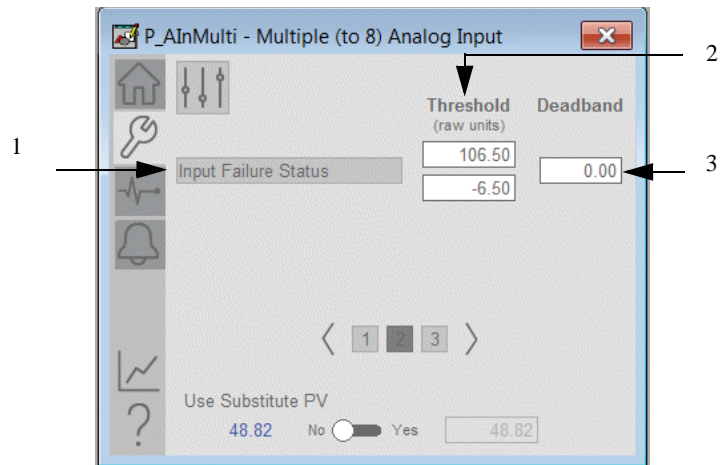 P_AInMulti - Multiple (to 8) Analog Input
2
Threshold Deadband
(raw units)
1
106.50
Input Failure Status
0.00
3
-6.50
1 2 3
Use Substitute PV
48.82 No Yes 48.82
?